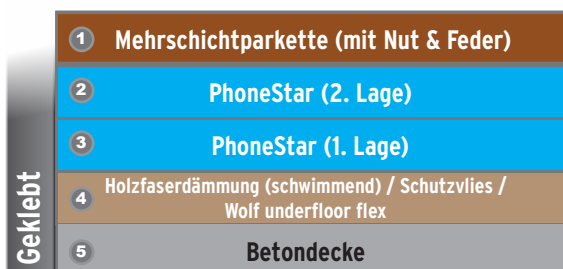 1 Mehrschichtparkette (mit Nut & Feder)
2 PhoneStar (2. Lage)
3 PhoneStar (1. Lage)
4 Holzfaserdämmung (schwimmend) / Schutzvlies /
Wolf underfloor flex
5 Betondecke
Geklebt